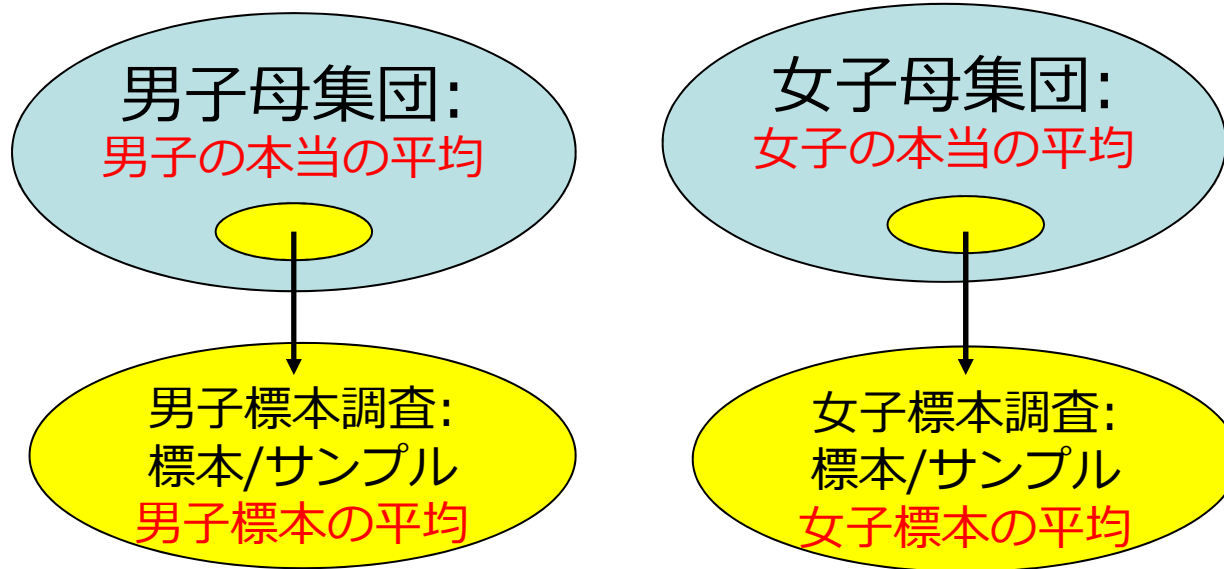 男子母集団:
男子の本当の平均
女子母集団:
女子の本当の平均
男子標本調査:
標本/サンプル
男子標本の平均
女子標本調査:
標本/サンプル
女子標本の平均